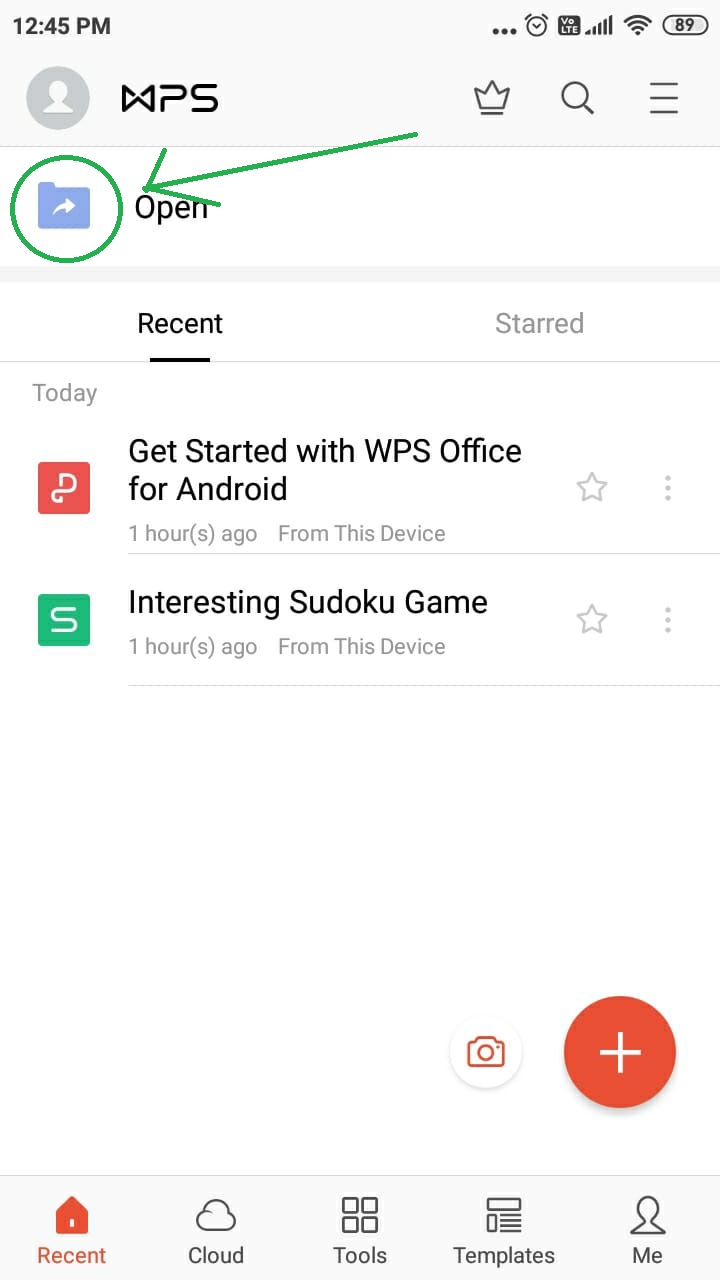 12:45 PM
Vo LTE
89
WPS
Open
Recent
Starred
Today
Get Started with WPS Office
for Android
1 hour(s) ago From This Device
Interesting Sudoku Game
1 hour(s) ago From This Device
Recent
Cloud
Tools
Templates
Me